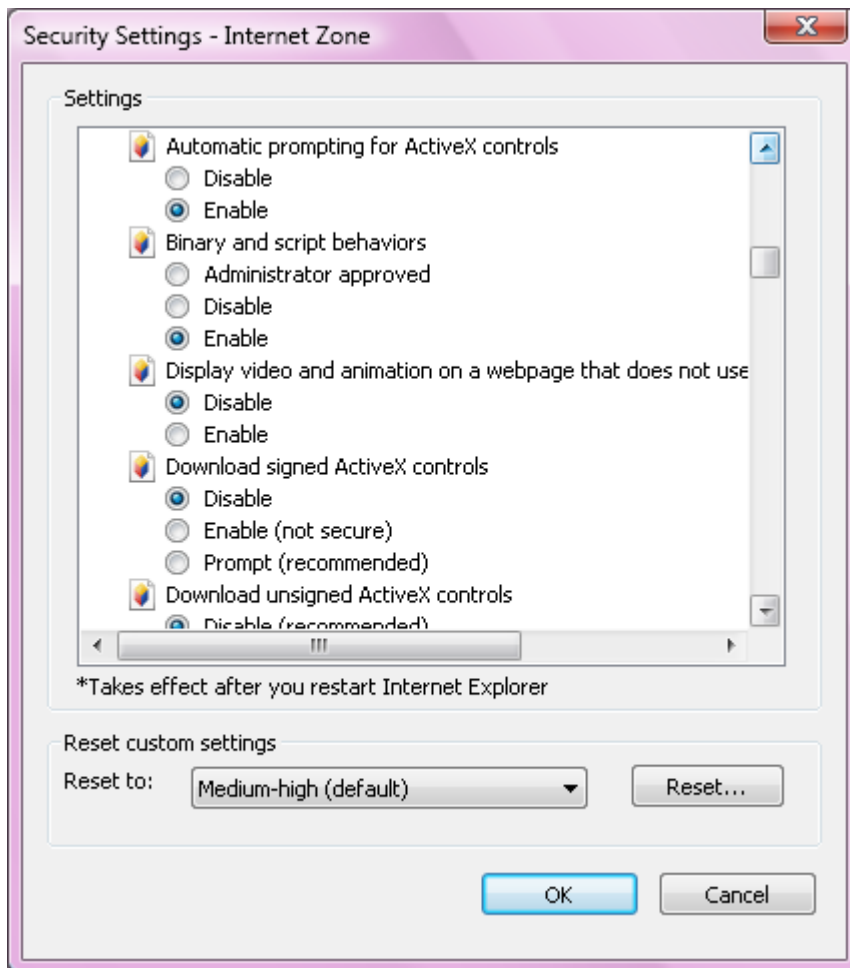 Security Settings - Internet Zone
Settings
Automatic prompting for ActiveX controls
Disable
Enable
Binary and script behaviors
Administrator approved
Disable
Enable
Display video and animation on a webpage that does not use
Disable
Enable
Download signed ActiveX controls
Disable
Enable (not secure)
Prompt (recommended)
Download unsigned ActiveX controls
Disable (recommended)
*Takes effect after you restart Internet Explorer
Reset custom settings
Reset to:
Medium-high (default)
Reset...
OK
Cancel